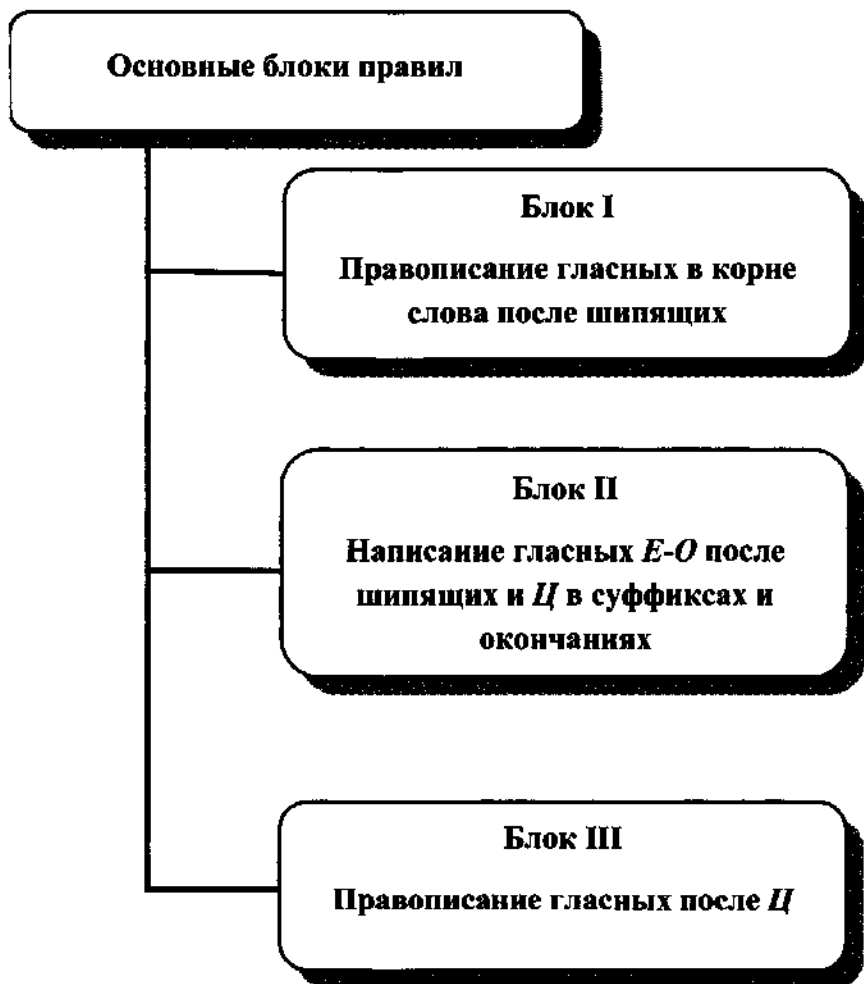 Основные блоки правил
Блок I
Правописание гласных в корне
слова после шипящих
Блок II
Написание гласных Е-О после
шипящих и Ц в суффиксах и
окончаниях
Блок III
Правописание гласных после Ц